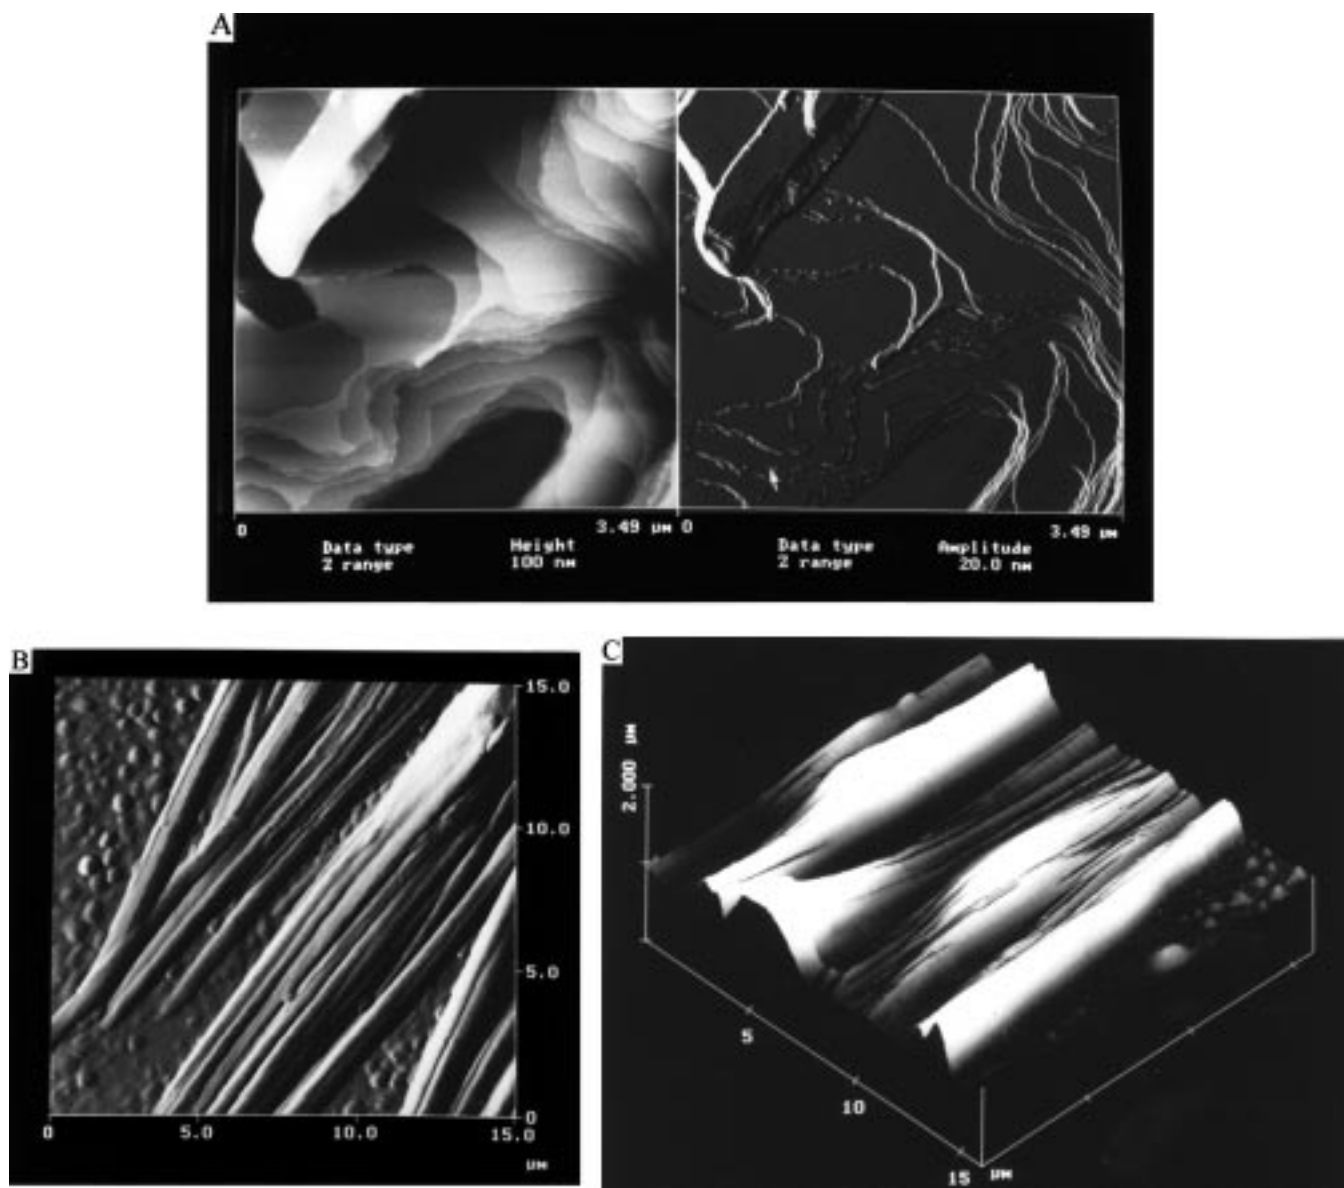 A
0 3.49 µm 0 3.49 µm
Data type Height Data type Amplitude
Z range 100 nm Z range 20.0 nm
B
15.0
10.0
5.0
0
0 5.0 10.0 15.0
µm
C
2.000 µm
5
10
15 µm